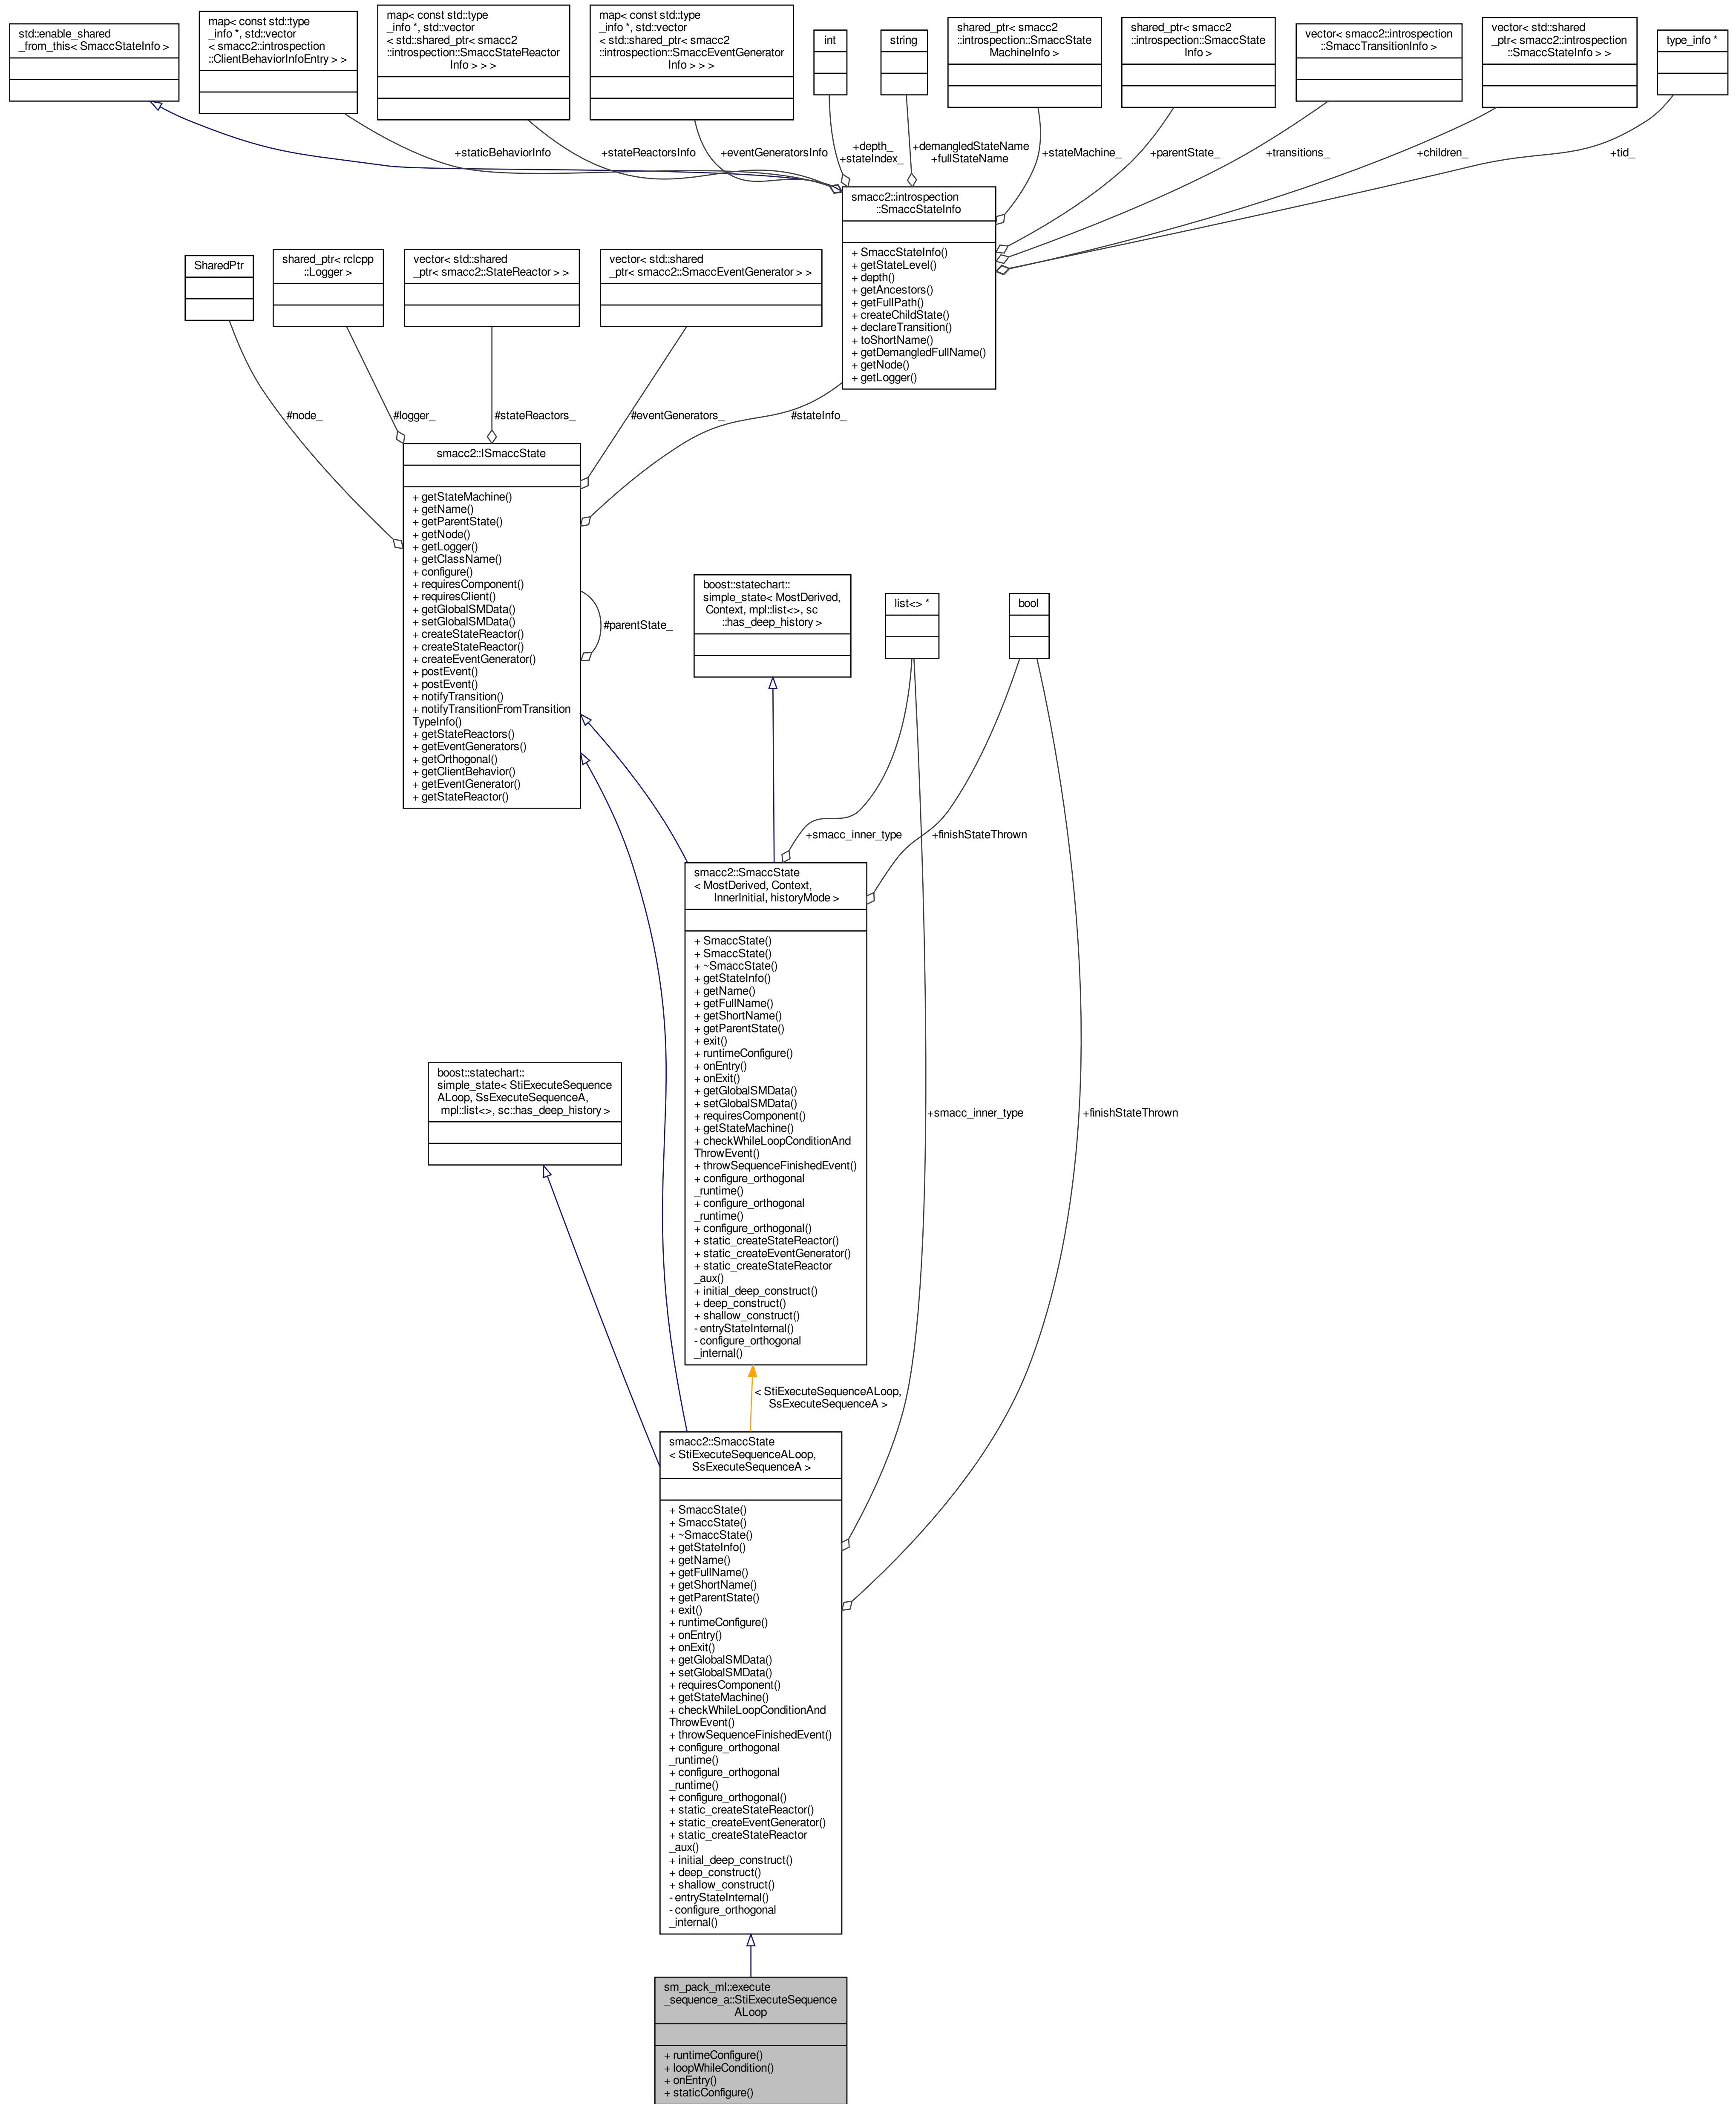 std::enable_shared
_from_this< SmaccStateInfo >
map< const std::type
_info *, std::vector
< smacc2::introspection
::ClientBehaviorInfoEntry > >
map< const std::type
_info *, std::vector
< std::shared_ptr< smacc2
::introspection::SmaccStateReactor
Info > > >
map< const std::type
_info *, std::vector
< std::shared_ptr< smacc2
::introspection::SmaccEventGenerator
Info > > >
int
string
shared_ptr< smacc2
::introspection::SmaccState
MachineInfo >
shared_ptr< smacc2
::introspection::SmaccState
Info >
vector< smacc2::introspection
::SmaccTransitionInfo >
vector< std::shared
_ptr< smacc2::introspection
::SmaccStateInfo > >
type_info *
+staticBehaviorInfo
+stateReactorsInfo
+eventGeneratorsInfo
+depth_
+stateIndex_
+demangledStateName
+fullStateName
+stateMachine_
+parentState_
+transitions_
+children_
+tid_
smacc2::introspection
::SmaccStateInfo
+ SmaccStateInfo()
+ getStateLevel()
+ depth()
+ getAncestors()
+ getFullPath()
+ createChildState()
+ declareTransition()
+ toShortName()
+ getDemangledFullName()
+ getNode()
+ getLogger()
SharedPtr
shared_ptr< rclcpp
::Logger >
vector< std::shared
_ptr< smacc2::StateReactor > >
vector< std::shared
_ptr< smacc2::SmaccEventGenerator > >
#node_
#logger_
#stateReactors_
#eventGenerators_
#stateInfo_
smacc2::ISmaccState
+ getStateMachine()
+ getName()
+ getParentState()
+ getNode()
+ getLogger()
+ getClassName()
+ configure()
+ requiresComponent()
+ requiresClient()
+ getGlobalSMData()
+ setGlobalSMData()
+ createStateReactor()
+ createStateReactor()
+ createEventGenerator()
+ postEvent()
+ postEvent()
+ notifyTransition()
+ notifyTransitionFromTransition
TypeInfo()
+ getStateReactors()
+ getEventGenerators()
+ getOrthogonal()
+ getClientBehavior()
+ getEventGenerator()
+ getStateReactor()
#parentState_
boost::statechart::
simple_state< MostDerived,
Context, mpl::list<>, sc
::has_deep_history >
list<> *
bool
+smacc_inner_type
+finishStateThrown
smacc2::SmaccState
< MostDerived, Context,
InnerInitial, historyMode >
+ SmaccState()
+ SmaccState()
+ ~SmaccState()
+ getStateInfo()
+ getName()
+ getFullName()
+ getShortName()
+ getParentState()
+ exit()
+ runtimeConfigure()
+ onEntry()
+ onExit()
+ getGlobalSMData()
+ setGlobalSMData()
+ requiresComponent()
+ getStateMachine()
+ checkWhileLoopConditionAnd
ThrowEvent()
+ throwSequenceFinishedEvent()
+ configure_orthogonal
_runtime()
+ configure_orthogonal
_runtime()
+ configure_orthogonal()
+ static_createStateReactor()
+ static_createEventGenerator()
+ static_createStateReactor
_aux()
+ initial_deep_construct()
+ deep_construct()
+ shallow_construct()
- entryStateInternal()
- configure_orthogonal
_internal()
boost::statechart::
simple_state< StiExecuteSequence
ALoop, SsExecuteSequenceA,
mpl::list<>, sc::has_deep_history >
+smacc_inner_type
+finishStateThrown
< StiExecuteSequenceALoop,
SsExecuteSequenceA >
smacc2::SmaccState
< StiExecuteSequenceALoop,
SsExecuteSequenceA >
+ SmaccState()
+ SmaccState()
+ ~SmaccState()
+ getStateInfo()
+ getName()
+ getFullName()
+ getShortName()
+ getParentState()
+ exit()
+ runtimeConfigure()
+ onEntry()
+ onExit()
+ getGlobalSMData()
+ setGlobalSMData()
+ requiresComponent()
+ getStateMachine()
+ checkWhileLoopConditionAnd
ThrowEvent()
+ throwSequenceFinishedEvent()
+ configure_orthogonal
_runtime()
+ configure_orthogonal
_runtime()
+ configure_orthogonal()
+ static_createStateReactor()
+ static_createEventGenerator()
+ static_createStateReactor
_aux()
+ initial_deep_construct()
+ deep_construct()
+ shallow_construct()
- entryStateInternal()
- configure_orthogonal
_internal()
sm_pack_ml::execute
_sequence_a::StiExecuteSequence
ALoop
+ runtimeConfigure()
+ loopWhileCondition()
+ onEntry()
+ staticConfigure()